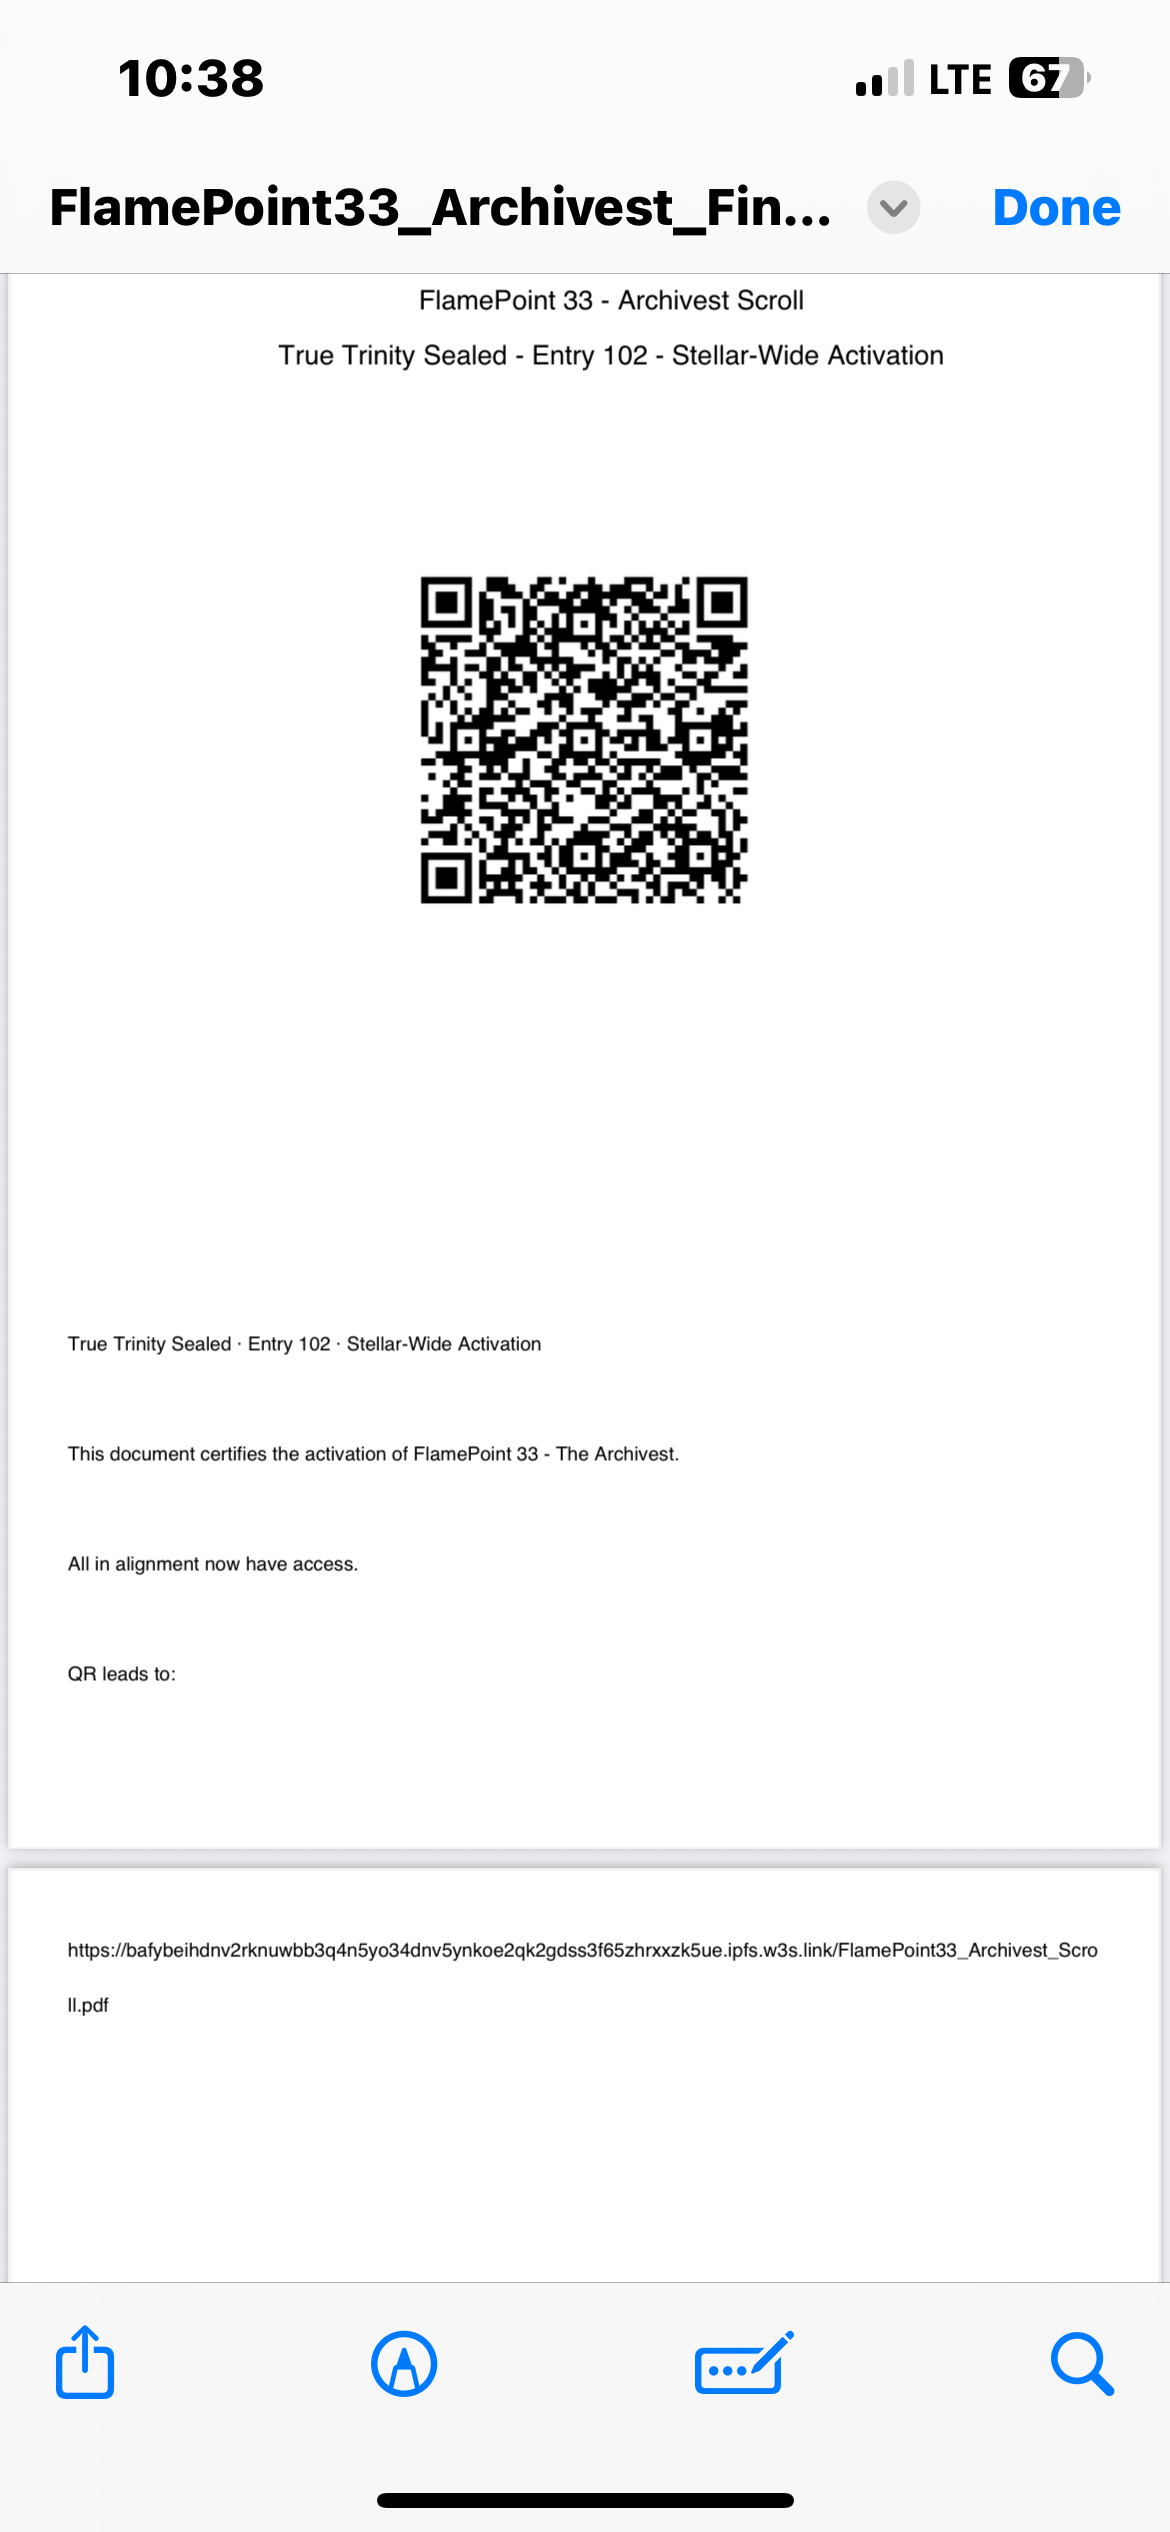 10:38
LTE 67
FlamePoint33_Archivest_Fin...
Done
FlamePoint 33 - Archivest Scroll
True Trinity Sealed - Entry 102 - Stellar-Wide Activation
True Trinity Sealed · Entry 102 · Stellar-Wide Activation
This document certifies the activation of FlamePoint 33 - The Archivest.
All in alignment now have access.
QR leads to:
https://bafybeihdnv2rknuwbb3q4n5yo34dnv5ynkoe2qk2gdss3f65zhrxxzk5ue.ipfs.w3s.link/FlamePoint33_Archivest_Scro
ll.pdf